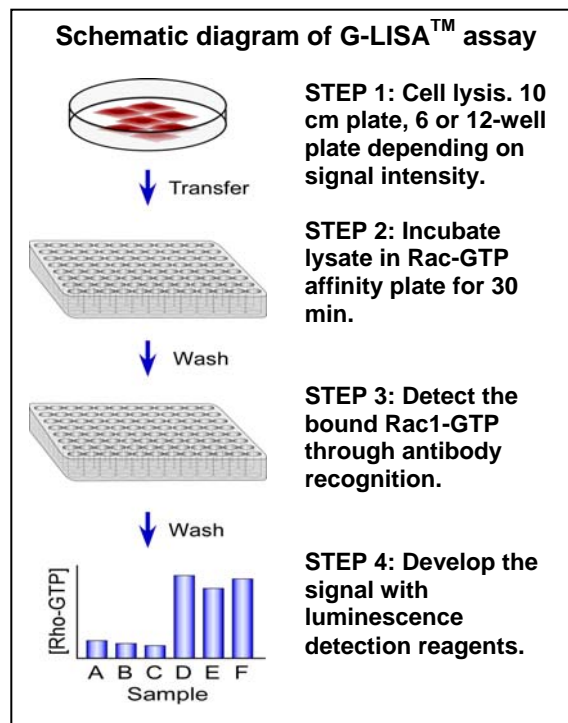 Schematic diagram of G-LISA™ assay
STEP 1: Cell lysis. 10
cm plate, 6 or 12-well
plate depending on
signal intensity.
Transfer
STEP 2: Incubate
lysate in Rac-GTP
affinity plate for 30
min.
Wash
STEP 3: Detect the
bound Rac1-GTP
through antibody
recognition.
Wash
STEP 4: Develop the
signal with
luminescence
detection reagents.
[Rho-GTP]
A B C D E F
Sample